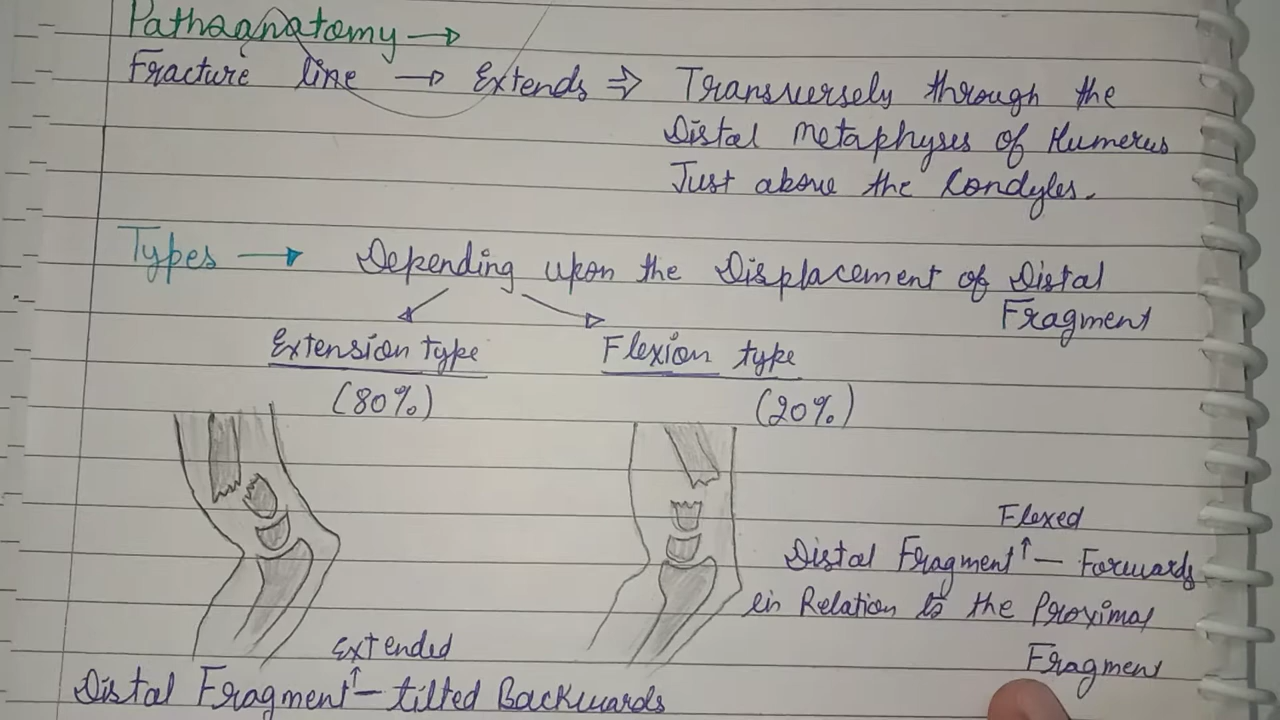 Pathoanatomy →
Fracture line → Extends ⇒ Transversely through the
Distal metaphyses of Humerus
Just above the Condyles.
Types → Depending upon the Displacement of Distal
Fragment
Extension type
Flexion type
(80%)
(20%)
Flexed
Distal Fragment ↑ — Forwards
in Relation to the Proximal
Fragment
Extended
Distal Fragment ↑ — tilted Backwards